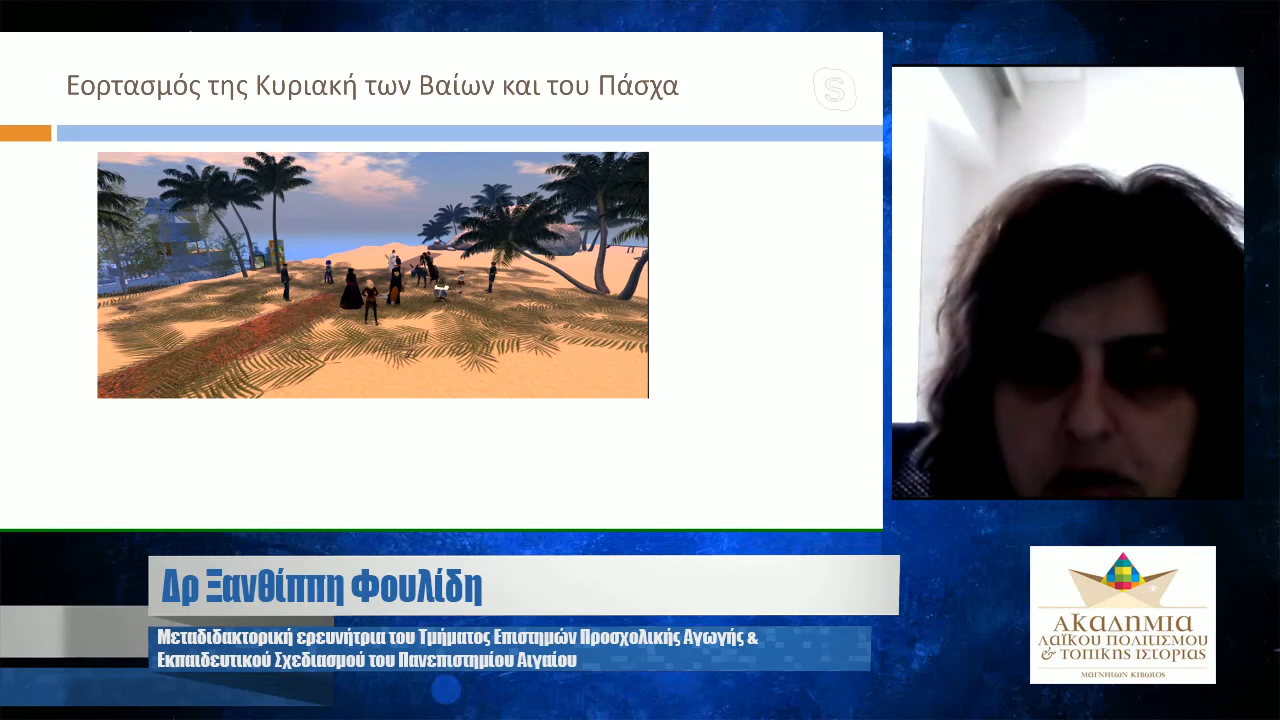 Εορτασμός της Κυριακή των Βαίων και του Πάσχα
S
Δρ Ξανθίππη Φουλίδη
Μεταδιδακτορική ερευνήτρια του Τμήματος Επιστημών Προσχολικής Αγωγής &
Εκπαιδευτικού Σχεδιασμού του Πανεπιστημίου Αιγαίου
ΑΚΑΔΗΜΙΑ
ΛΑΪΚΟΥ ΠΟΛΙΤΙΣΜΟΥ
& ΤΟΠΙΚΗΣ ΙΣΤΟΡΙΑΣ
ΜΑΓΝΗΤΩΝ ΚΙΒΩΤΟΣ